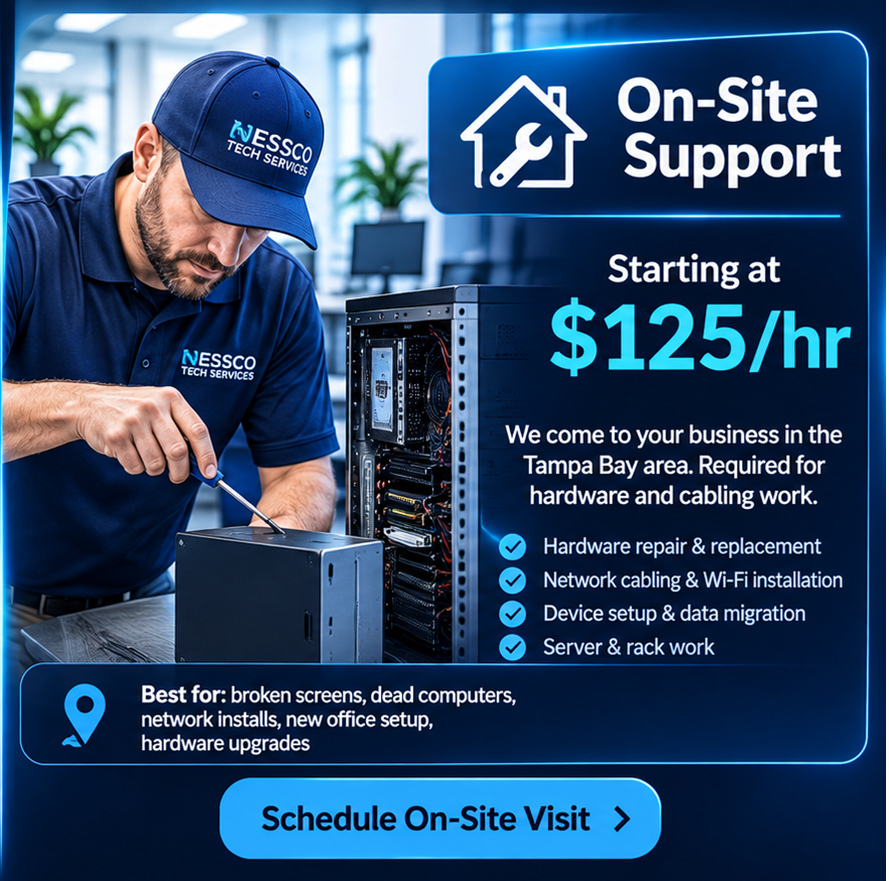 NESSCO
TECH SERVICES
NESSCO
TECH SERVICES
On-Site
Support
Starting at
$125/hr
We come to your business in the
Tampa Bay area. Required for
hardware and cabling work.
Hardware repair & replacement
Network cabling & Wi-Fi installation
Device setup & data migration
Server & rack work
Best for: broken screens, dead computers,
network installs, new office setup,
hardware upgrades
Schedule On-Site Visit